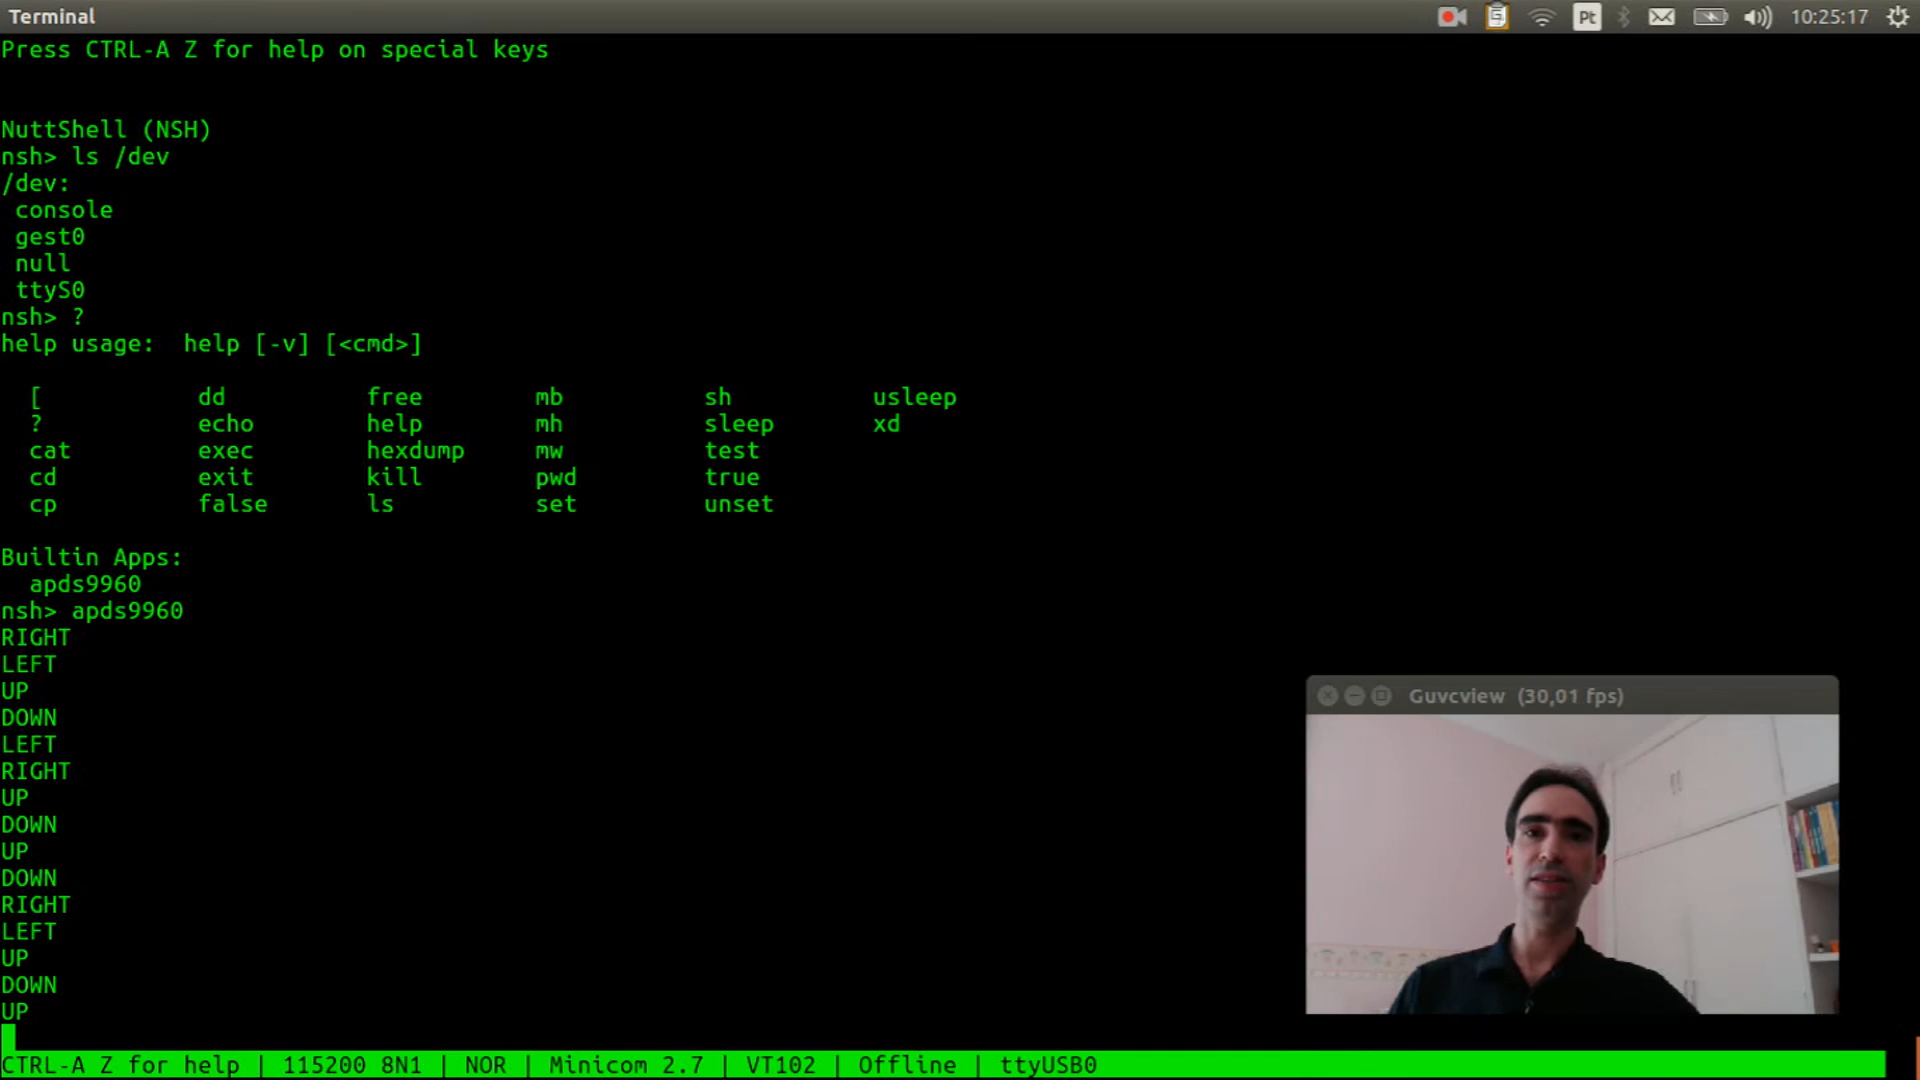 Terminal
Pt
10:25:17
Press CTRL-A Z for help on special keys
NuttShell (NSH)
nsh> ls /dev
/dev:
console
gest0
null
ttyS0
nsh> ?
help usage:  help [-v] [<cmd>]
[ dd free mb sh usleep
? echo help mh sleep xd
cat exec hexdump mw test
cd exit kill pwd true
cp false ls set unset
Builtin Apps:
apds9960
nsh> apds9960
RIGHT
LEFT
UP
DOWN
LEFT
RIGHT
UP
DOWN
UP
DOWN
RIGHT
LEFT
UP
DOWN
UP
Guvcview  (30,01 fps)
CTRL-A Z for help | 115200 8N1 | NOR | Minicom 2.7 | VT102 | Offline | ttyUSB0